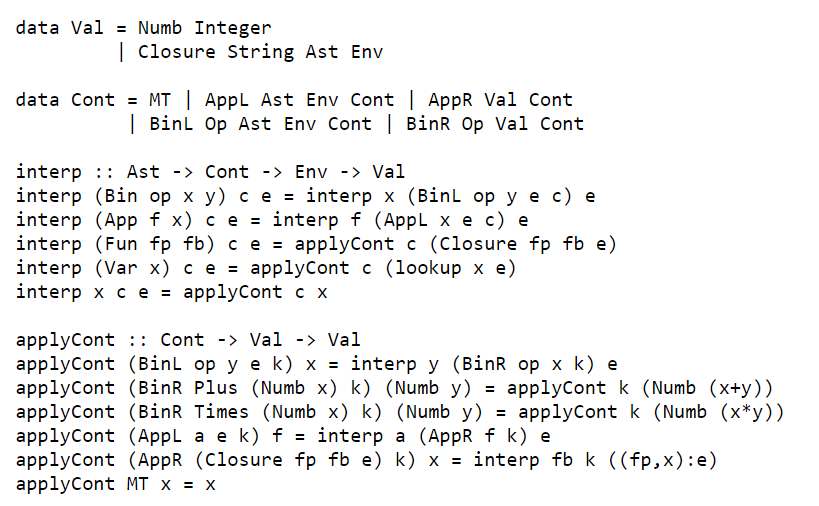 data Val = Numb Integer
         | Closure String Ast Env

data Cont = MT | AppL Ast Env Cont | AppR Val Cont
          | BinL Op Ast Env Cont | BinR Op Val Cont

interp :: Ast -> Cont -> Env -> Val
interp (Bin op x y) c e = interp x (BinL op y e c) e
interp (App f x) c e = interp f (AppL x e c) e
interp (Fun fp fb) c e = applyCont c (Closure fp fb e)
interp (Var x) c e = applyCont c (lookup x e)
interp x c e = applyCont c x

applyCont :: Cont -> Val -> Val
applyCont (BinL op y e k) x = interp y (BinR op x k) e
applyCont (BinR Plus (Numb x) k) (Numb y) = applyCont k (Numb (x+y))
applyCont (BinR Times (Numb x) k) (Numb y) = applyCont k (Numb (x*y))
applyCont (AppL a e k) f = interp a (AppR f k) e
applyCont (AppR (Closure fp fb e) k) x = interp fb k ((fp,x):e)
applyCont MT x = x